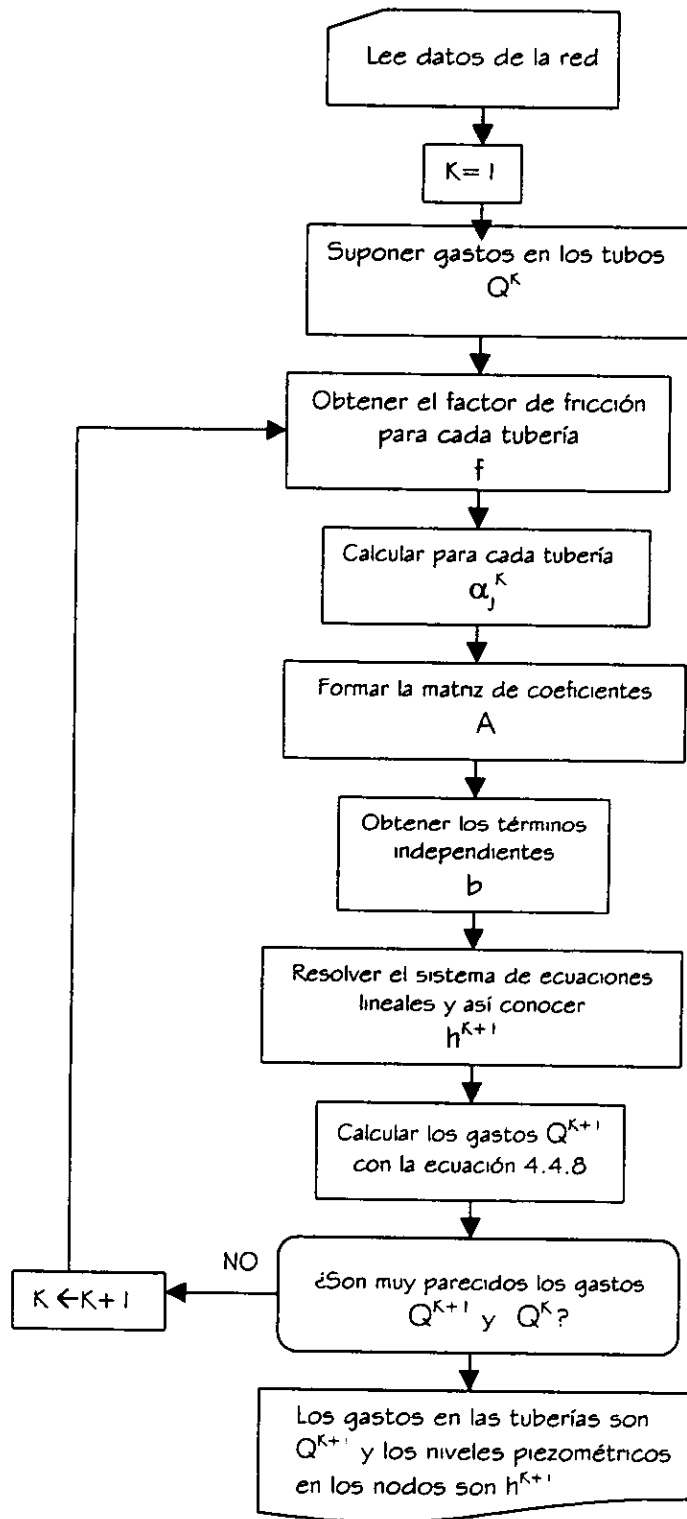 Lee datos de la red
K= 1
Suponer gastos en los tubos
Q^K
Obtener el factor de fricción
para cada tubería
f
Calcular para cada tubería
α_j^K
Formar la matriz de coeficientes
A
Obtener los términos
independientes
b
Resolver el sistema de ecuaciones
lineales y así conocer
h^K+1
Calcular los gastos Q^K+1
con la ecuación 4.4.8
NO
¿Son muy parecidos los gastos
Q^K+1 y Q^K?
K ←K+1
Los gastos en las tuberías son
Q^K+1 y los niveles piezométricos
en los nodos son h^K+1